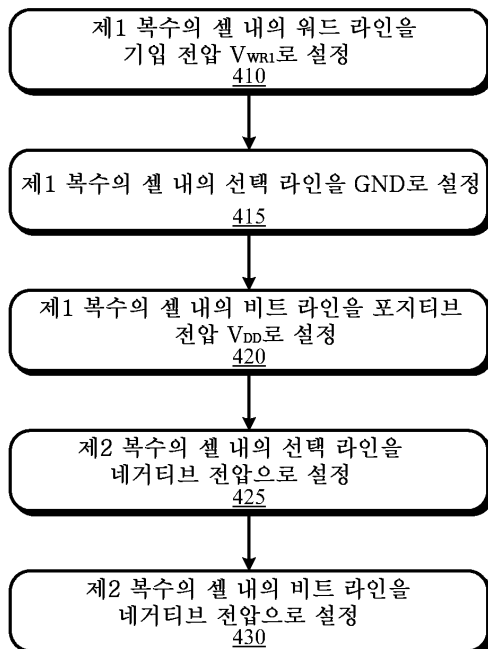 제1 복수의 셀 내의 워드 라인을
기입 전압 VWR1로 설정
410
제1 복수의 셀 내의 선택 라인을 GND로 설정
415
제1 복수의 셀 내의 비트 라인을 포지티브
전압 VDD로 설정
420
제2 복수의 셀 내의 선택 라인을
네거티브 전압으로 설정
425
제2 복수의 셀 내의 비트 라인을
네거티브 전압으로 설정
430